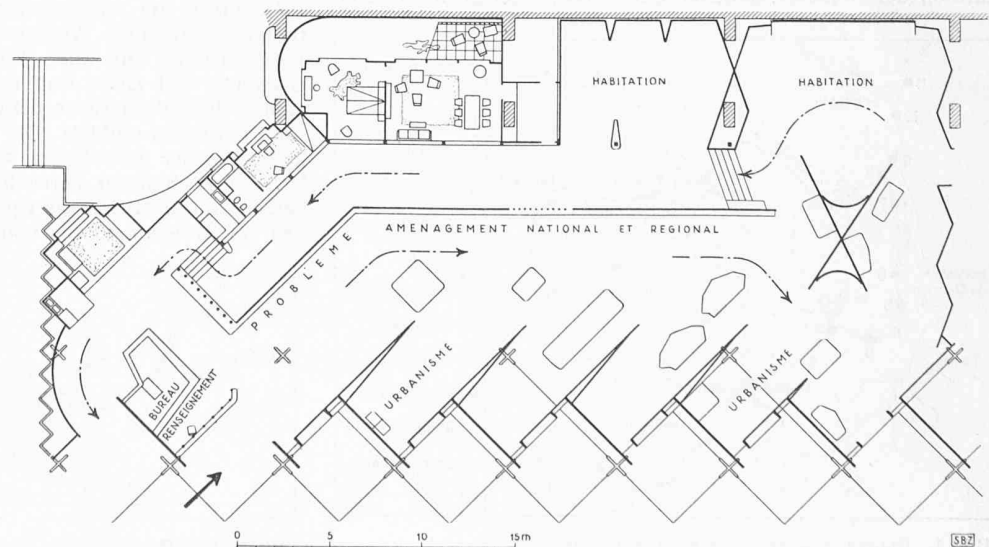 HABITATION
HABITATION
AMENAGEMENT NATIONAL ET REGIONAL
PROBLEME
URBANISME
URBANISME
BUREAU
RENSEIGNEMENT
0 5 10 15m
SBZ